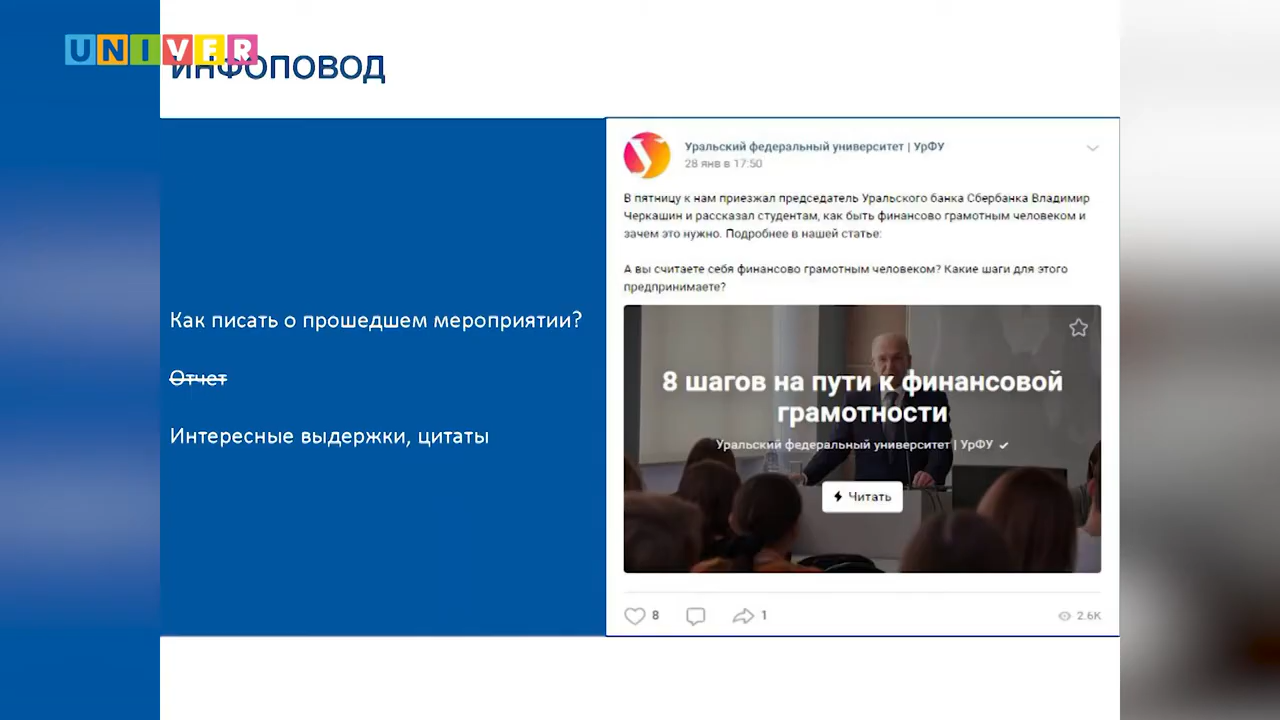 UNIVER
ИНФОПОВОД
Как писать о прошедшем мероприятии?
Отчет
Интересные выдержки, цитаты
Уральский федеральный университет | УрФУ
28 янв в 17:50
В пятницу к нам приезжал председатель Уральского банка Сбербанка Владимир
Черкашин и рассказал студентам, как быть финансово грамотным человеком и
зачем это нужно. Подробнее в нашей статье:
А вы считаете себя финансово грамотным человеком? Какие шаги для этого
предпринимаете?
8 шагов на пути к финансовой
грамотности
Уральский федеральный университет | УрФУ
Читать
8
1
2.6K